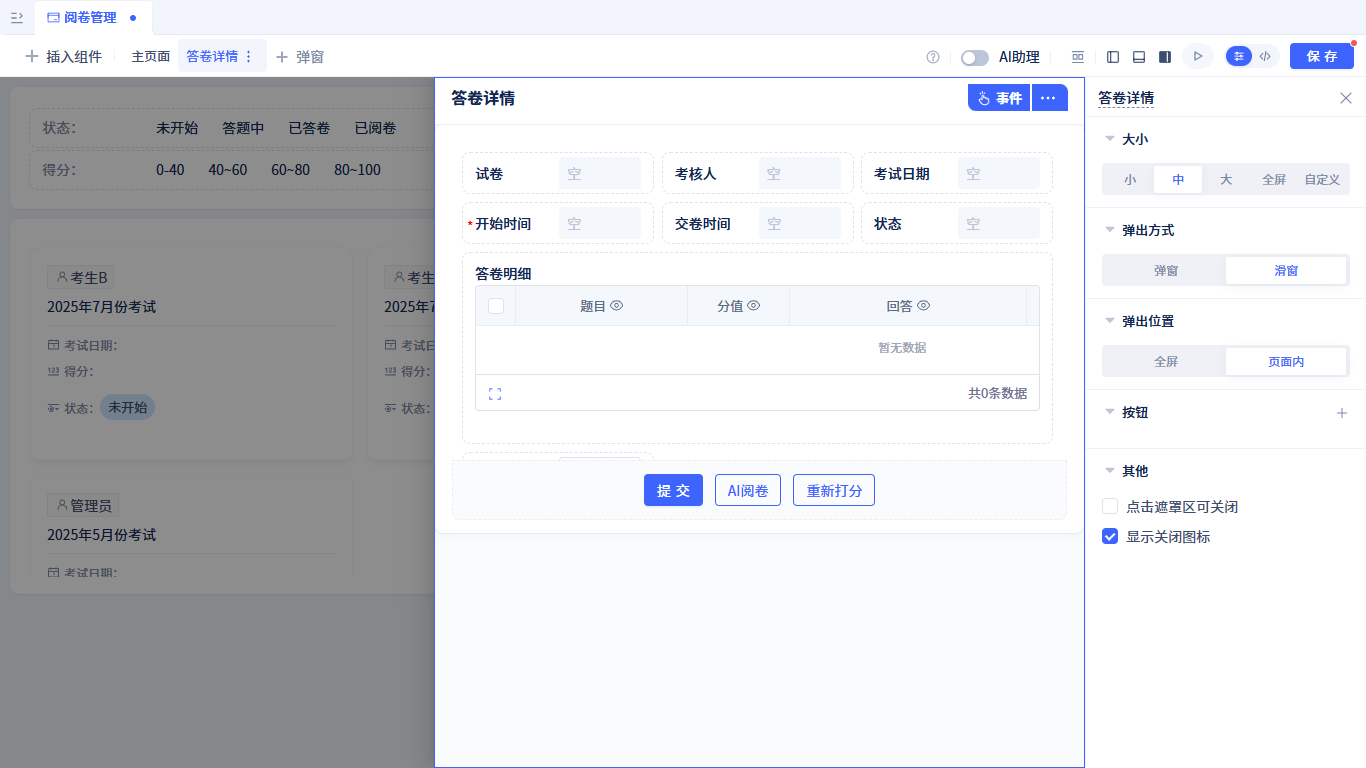 阅卷管理
插入组件
主页面
答卷详情
弹窗
AI助理
保 存
状态：
未开始
答题中
已答卷
已阅卷
得分：
0-40
40~60
60~80
80~100
考生B
2025年7月份考试
考试日期：
得分：
状态：
未开始
考生
2025年7
考试日
得分：
状态：
管理员
2025年5月份考试
考试日期：
答卷详情
事件
试卷
空
考核人
空
考试日期
空
*开始时间
空
交卷时间
空
状态
空
答卷明细
题目
分值
回答
暂无数据
共0条数据
提 交
AI阅卷
重新打分
答卷详情
大小
小
中
大
全屏
自定义
弹出方式
弹窗
滑窗
弹出位置
全屏
页面内
按钮
其他
点击遮罩区可关闭
显示关闭图标